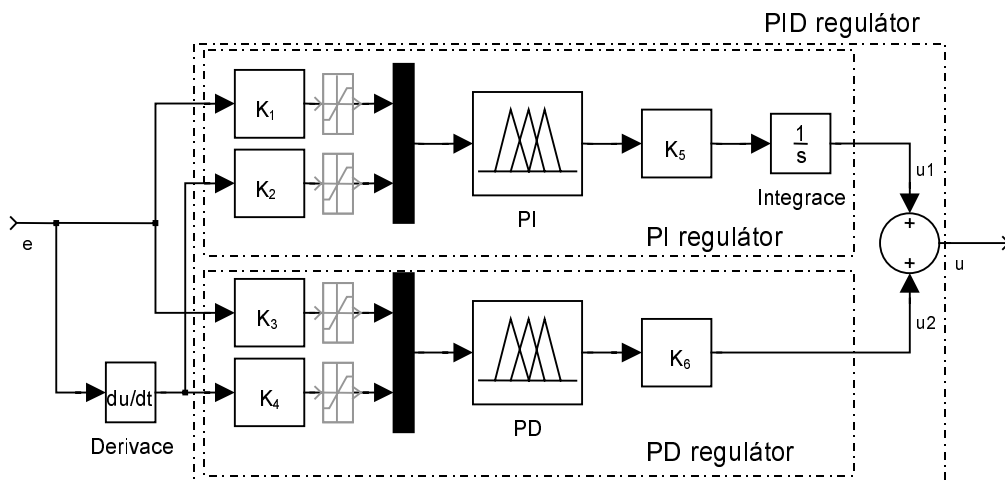 PID regulátor
K1
K2
PI
K5
1
s
Integrace
PI regulátor
u1
+
+
u
u2
e
K3
K4
PD
K6
du/dt
Derivace
PD regulátor